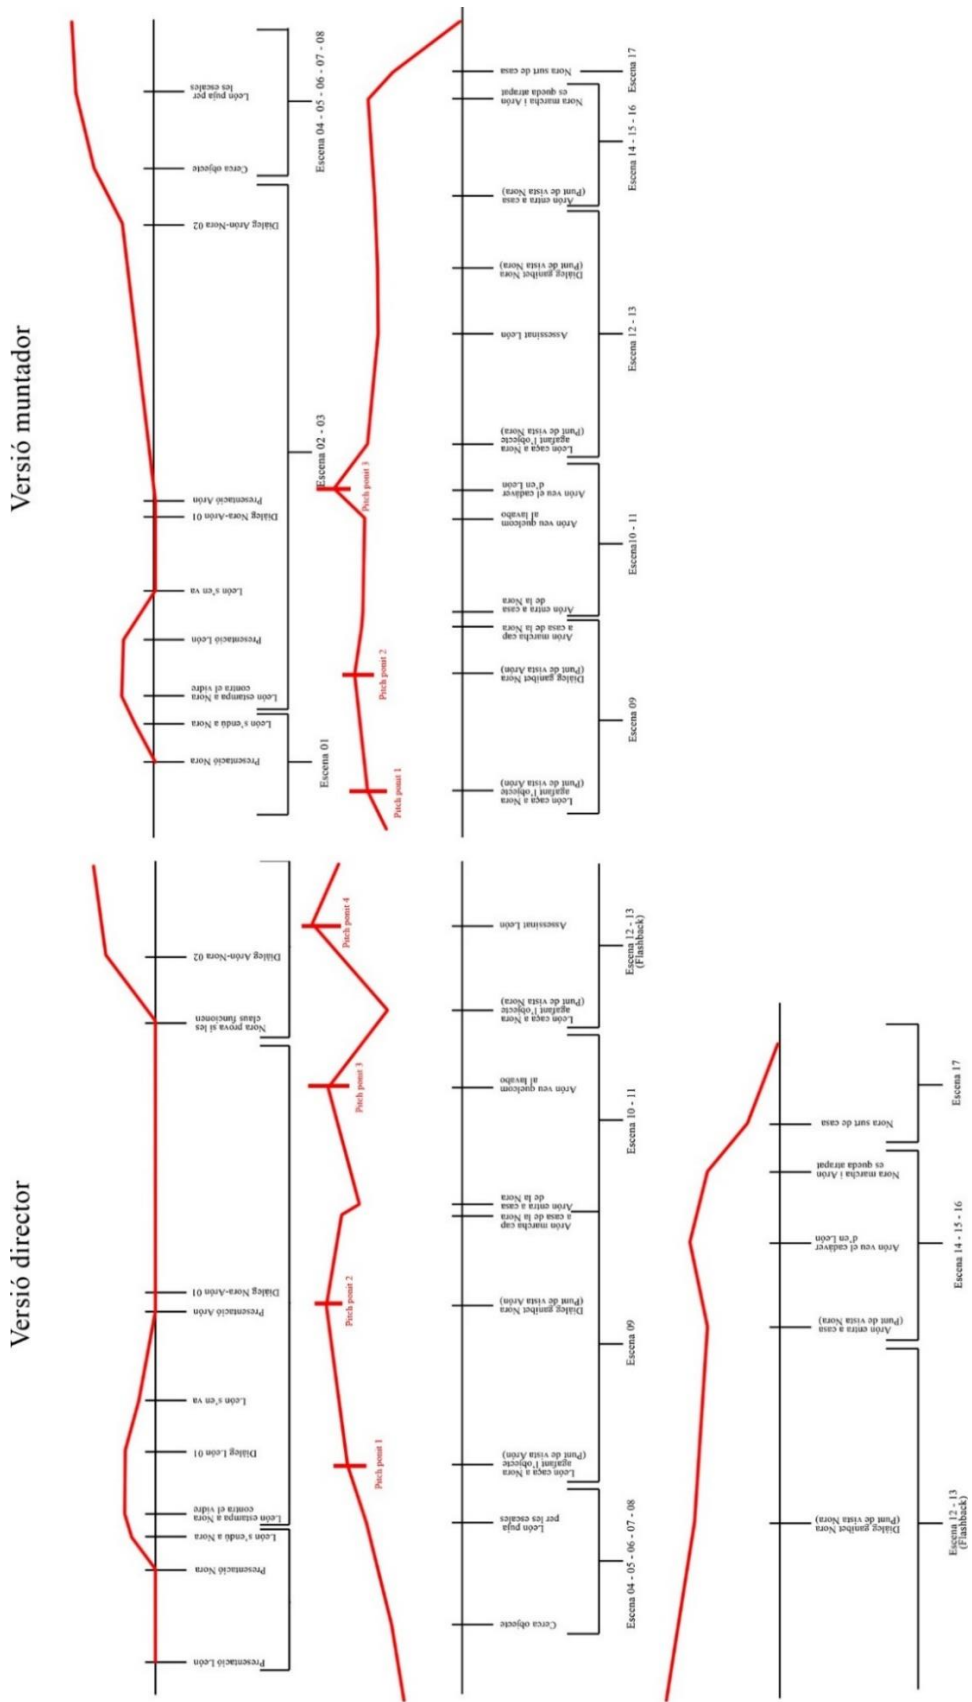 Versió director
Presentació León
Presentació Nora
León s'endú a Nora
León estampa a Nora
contra el vidre
Diàleg León 01
León s'en va
Presentació Arón
Diàleg Nora-Arón 01
Nora prova si les
claus funcionen
Diàleg Arón-Nora 02
Pitch ponit 1
Pitch ponit 2
Pitch ponit 3
Pitch ponit 4
Cerca objecte
León puja
per les escales
León caça a Nora
agafant l'objecte
(Punt de vista Arón)
Diàleg ganibet Nora
(Punt de vista Arón)
Arón marcha cap
a casa de la Nora
Arón entra a casa
de la Nora
Arón veu quelcom
al lavabo
León caça a Nora
agafant l'objecte
(Punt de vista Nora)
Assessinat León
Escena 04 - 05 - 06 - 07 - 08
Escena 09
Escena 10 - 11
Escena 12 - 13
(Flashback)
Diàleg ganibet Nora
(Punt de vista Nora)
Arón entra a casa
(Punt de vista Nora)
Arón veu el cadàver
d'en León
Nora marcha i Arón
es queda atrapat
Nora surt de casa
Escena 12 - 13
(Flashback)
Escena 14 - 15 - 16
Escena 17
Versió muntador
Presentació Nora
León s'endú a Nora
León estampa a Nora
contra el vidre
Presentació León
León s'en va
Diàleg Nora-Arón 01
Presentació Arón
Diàleg Arón-Nora 02
Cerca objecte
León puja per
les escales
Escena 01
Escena 02 - 03
Escena 04 - 05 - 06 - 07 - 08
Pitch ponit 1
Pitch ponit 2
Pitch ponit 3
León caça a Nora
agafant l'objecte
(Punt de vista Arón)
Diàleg ganibet Nora
(Punt de vista Arón)
Arón marcha cap
a casa de la Nora
Arón entra a casa
de la Nora
Arón veu quelcom
al lavabo
Arón veu el cadàver
d'en León
León caça a Nora
agafant l'objecte
(Punt de vista Nora)
Assessinat León
Diàleg ganibet Nora
(Punt de vista Nora)
Arón entra a casa
(Punt de vista Nora)
Nora marcha i Arón
es queda atrapat
Nora surt de casa
Escena 09
Escena10 - 11
Escena 12 - 13
Escena 14 - 15 - 16
Escena 17